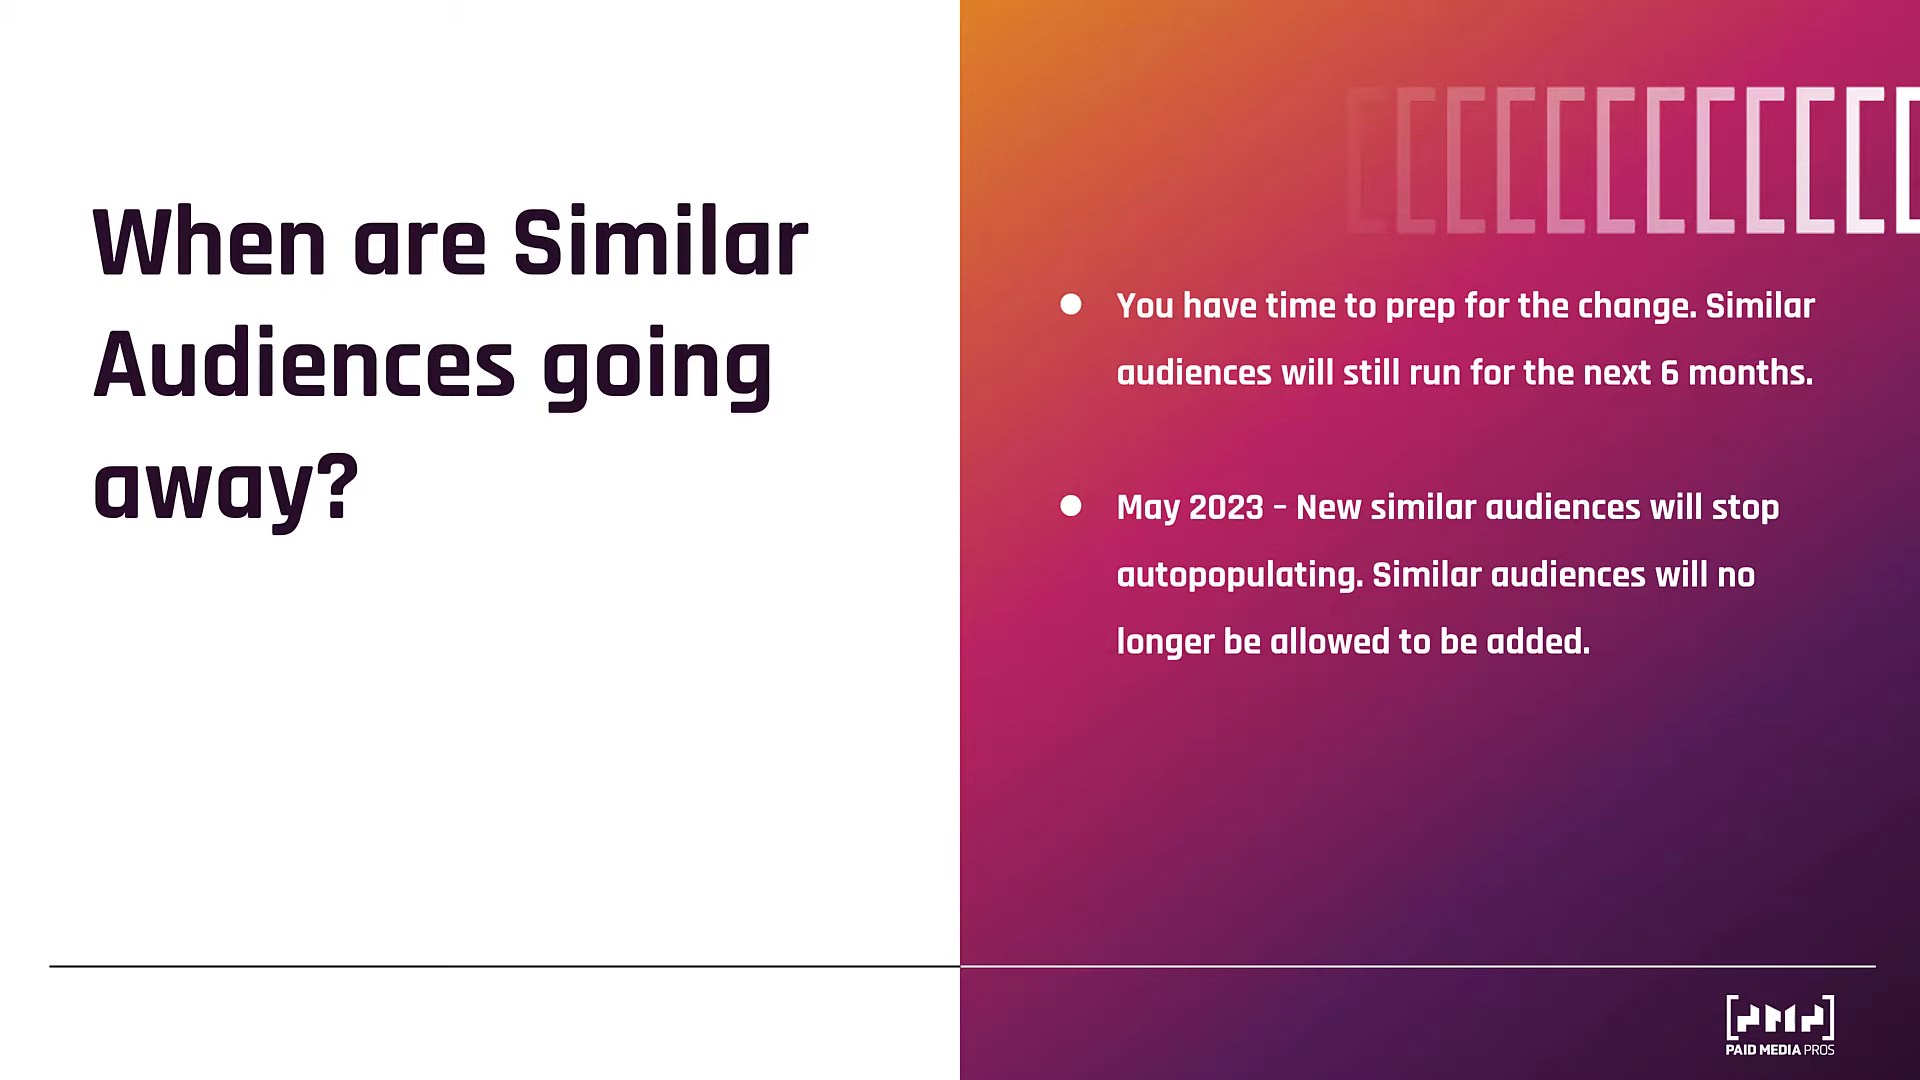 When are Similar
Audiences going
away?
● You have time to prep for the change. Similar
audiences will still run for the next 6 months.
● May 2023 – New similar audiences will stop
autopopulating. Similar audiences will no
longer be allowed to be added.
[PMP]
PAID MEDIA PROS